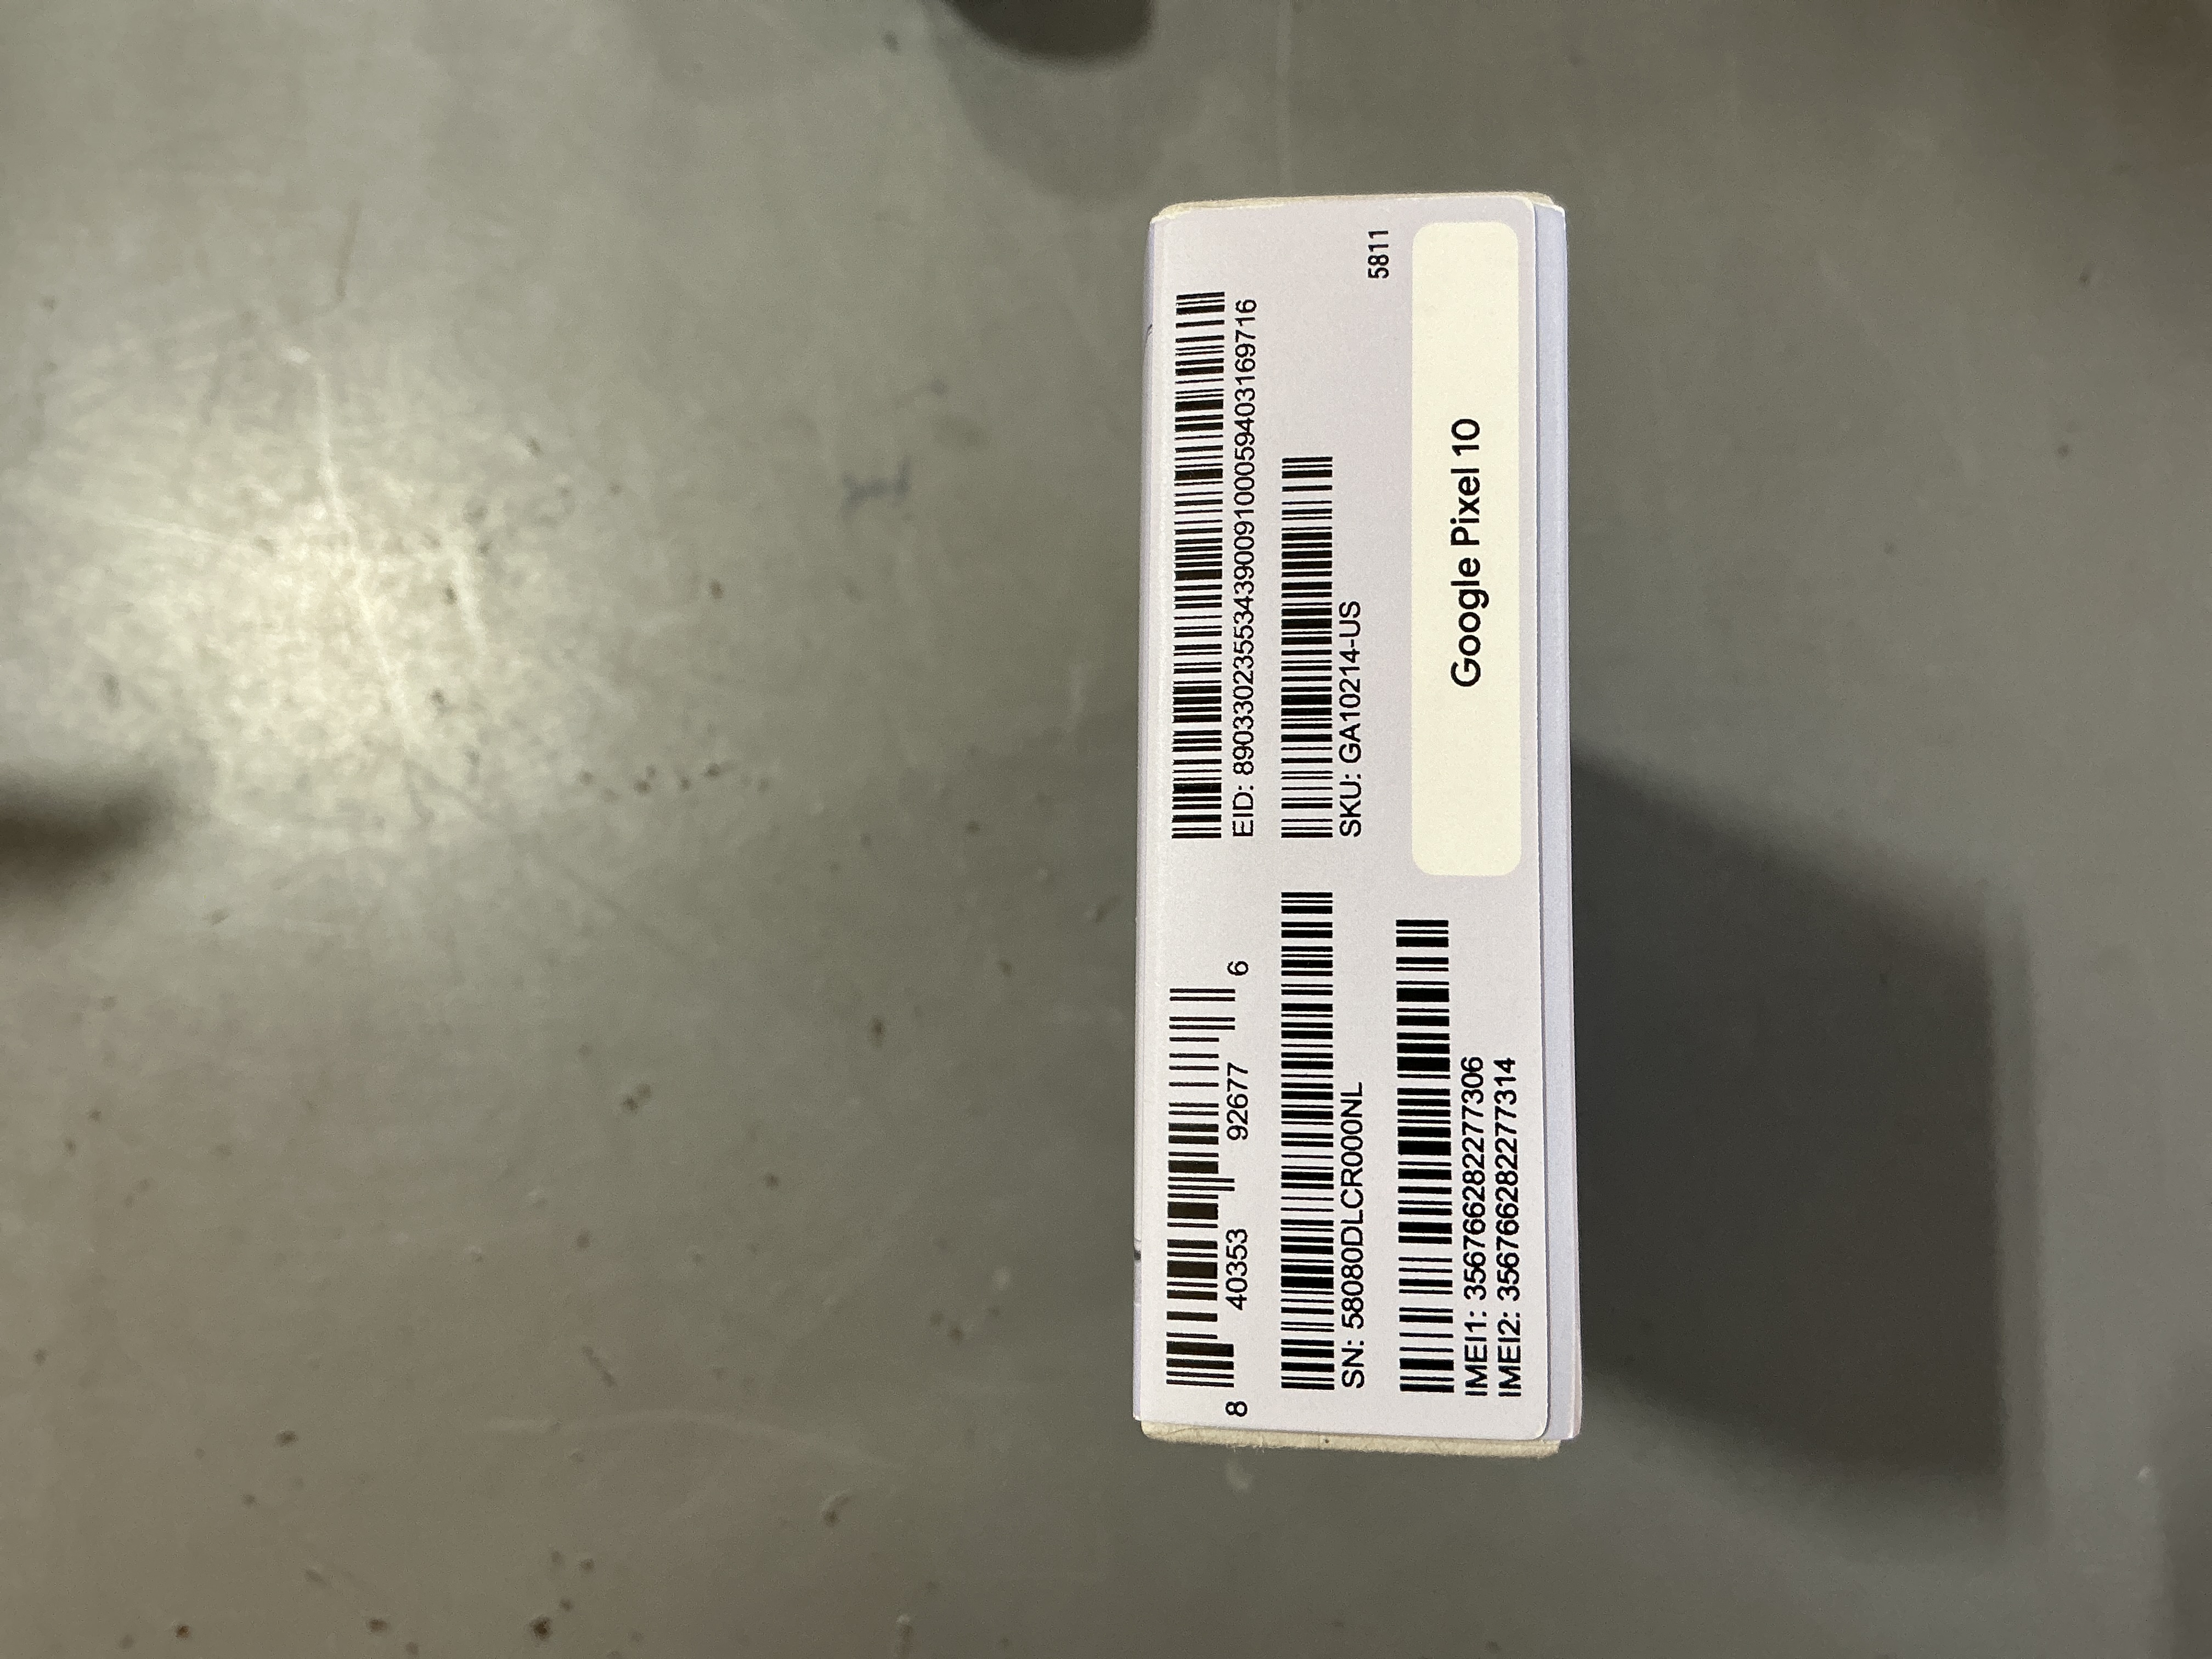 8 40353 92677 6
EID: 89033023553439009100059403169716
SN: 58080DLCR000NL
SKU: GA10214-US
5811
IMEI1: 356766282277306
IMEI2: 356766282277314
Google Pixel 10